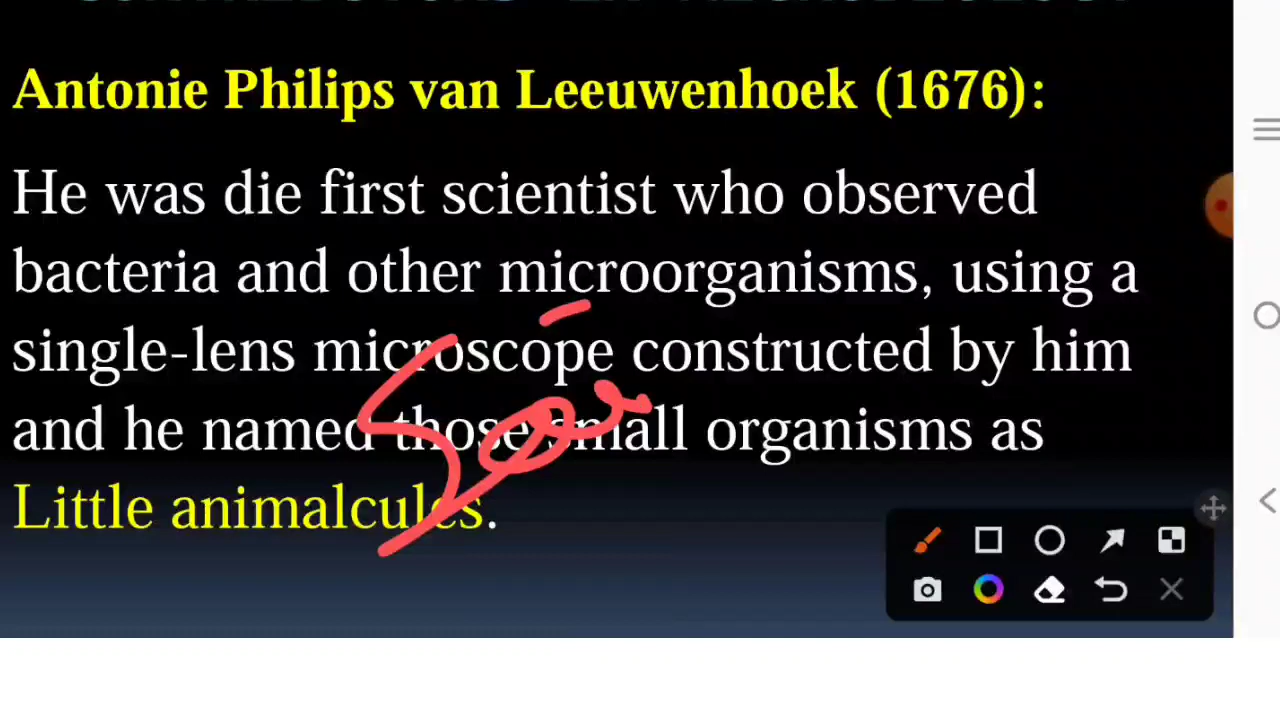 Antonie Philips van Leeuwenhoek (1676):
He was die first scientist who observed
bacteria and other microorganisms, using a
single-lens microscope constructed by him
and he named those small organisms as
Little animalcules.